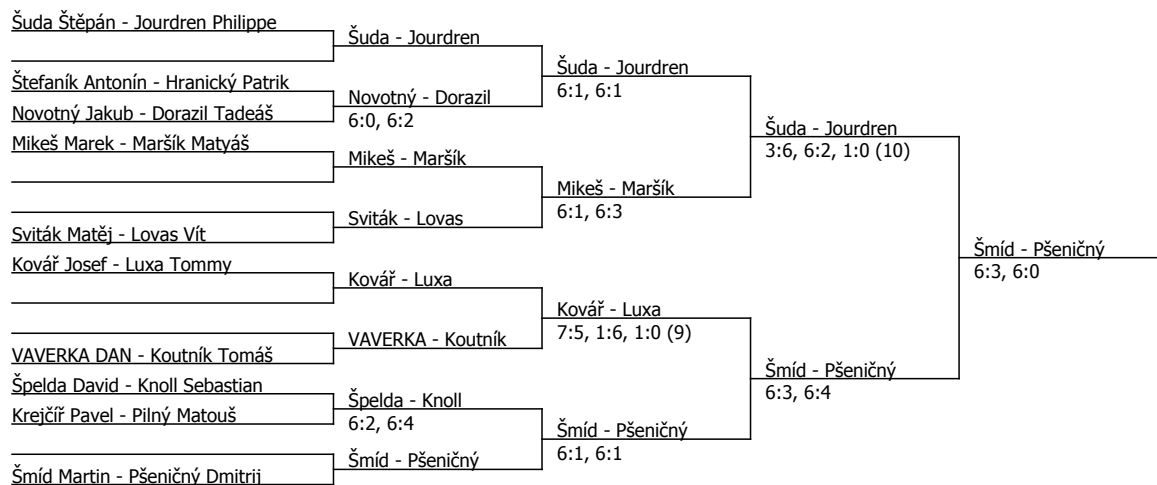 Šuda Štěpán - Jourdren Philippe
Štefaník Antonín - Hranický Patrik
Novotný Jakub - Dorazil Tadeáš
Mikeš Marek - Maršík Matyáš
Sviták Matěj - Lovas Vít
Kovář Josef - Luxa Tommy
VAVERKA DAN - Koutník Tomáš
Špelda David - Knoll Sebastian
Krejčíř Pavel - Pilný Matouš
Šmíd Martin - Pšeničný Dmitrij
Šuda - Jourdren
Novotný - Dorazil
6:0, 6:2
Mikeš - Maršík
Sviták - Lovas
Kovář - Luxa
VAVERKA - Koutník
Špelda - Knoll
6:2, 6:4
Šmíd - Pšeničný
Šuda - Jourdren
6:1, 6:1
Mikeš - Maršík
6:1, 6:3
Kovář - Luxa
7:5, 1:6, 1:0 (9)
Šmíd - Pšeničný
6:1, 6:1
Šuda - Jourdren
3:6, 6:2, 1:0 (10)
Šmíd - Pšeničný
6:3, 6:4
Šmíd - Pšeničný
6:3, 6:0